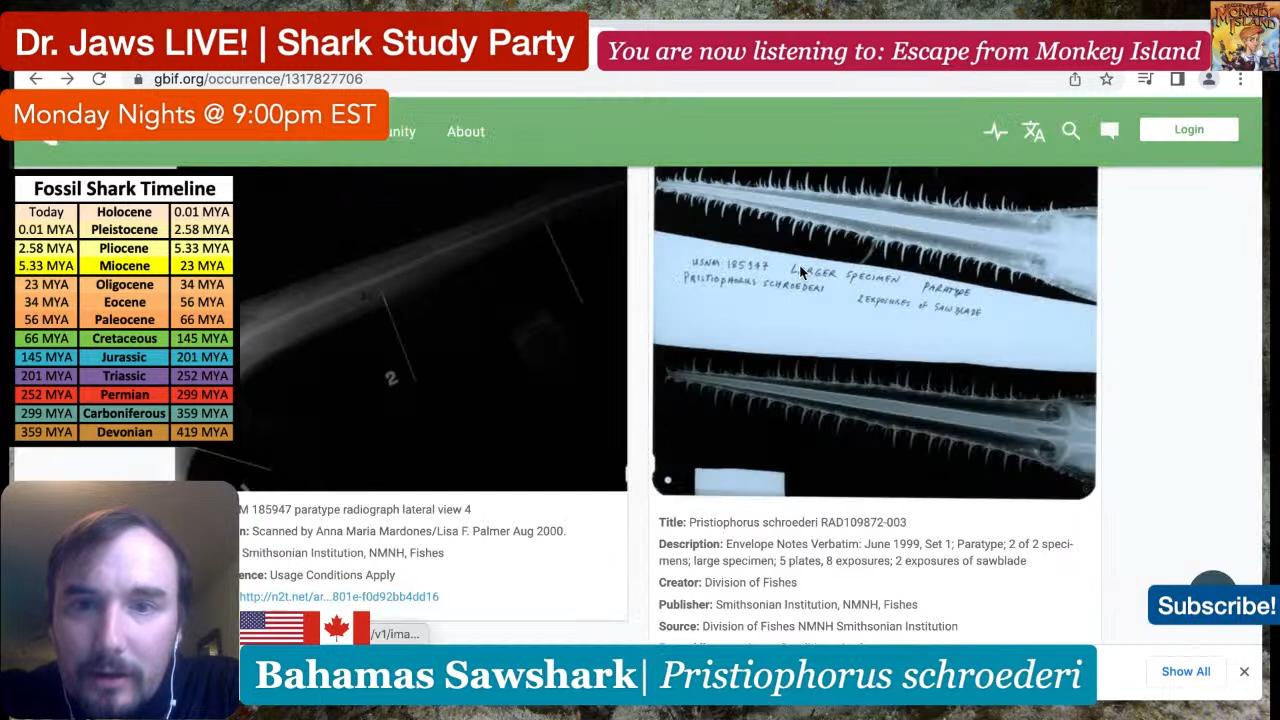 Dr. Jaws LIVE! | Shark Study Party
You are now listening to: Escape from Monkey Island
MONKEY ISLAND
gbif.org/occurrence/1317827706
Monday Nights @ 9:00pm EST
unity
About
Login
Fossil Shark Timeline
Today Holocene 0.01 MYA
0.01 MYA Pleistocene 2.58 MYA
2.58 MYA Pliocene 5.33 MYA
5.33 MYA Miocene 23 MYA
23 MYA Oligocene 34 MYA
34 MYA Eocene 56 MYA
56 MYA Paleocene 66 MYA
66 MYA Cretaceous 145 MYA
145 MYA Jurassic 201 MYA
201 MYA Triassic 252 MYA
252 MYA Permian 299 MYA
299 MYA Carboniferous 359 MYA
359 MYA Devonian 419 MYA
2
USNM 185947 LARGER SPECIMEN PARATYPE
PRISTIOPHORUS SCHROEDERI 2 EXPOSURES OF SAWBLADE
M 185947 paratype radiograph lateral view 4
n: Scanned by Anna Maria Mardones/Lisa F. Palmer Aug 2000.
Smithsonian Institution, NMNH, Fishes
ence: Usage Conditions Apply
http://n2t.net/ar...801e-f0d92bb4dd16
/v1/ima...
Title: Pristiophorus schroederi RAD109872-003
Description: Envelope Notes Verbatim: June 1999, Set 1; Paratype; 2 of 2 speci-
mens; large specimen; 5 plates, 8 exposures; 2 exposures of sawblade
Creator: Division of Fishes
Publisher: Smithsonian Institution, NMNH, Fishes
Source: Division of Fishes NMNH Smithsonian Institution
Subscribe!
Bahamas Sawshark| Pristiophorus schroederi
Show All